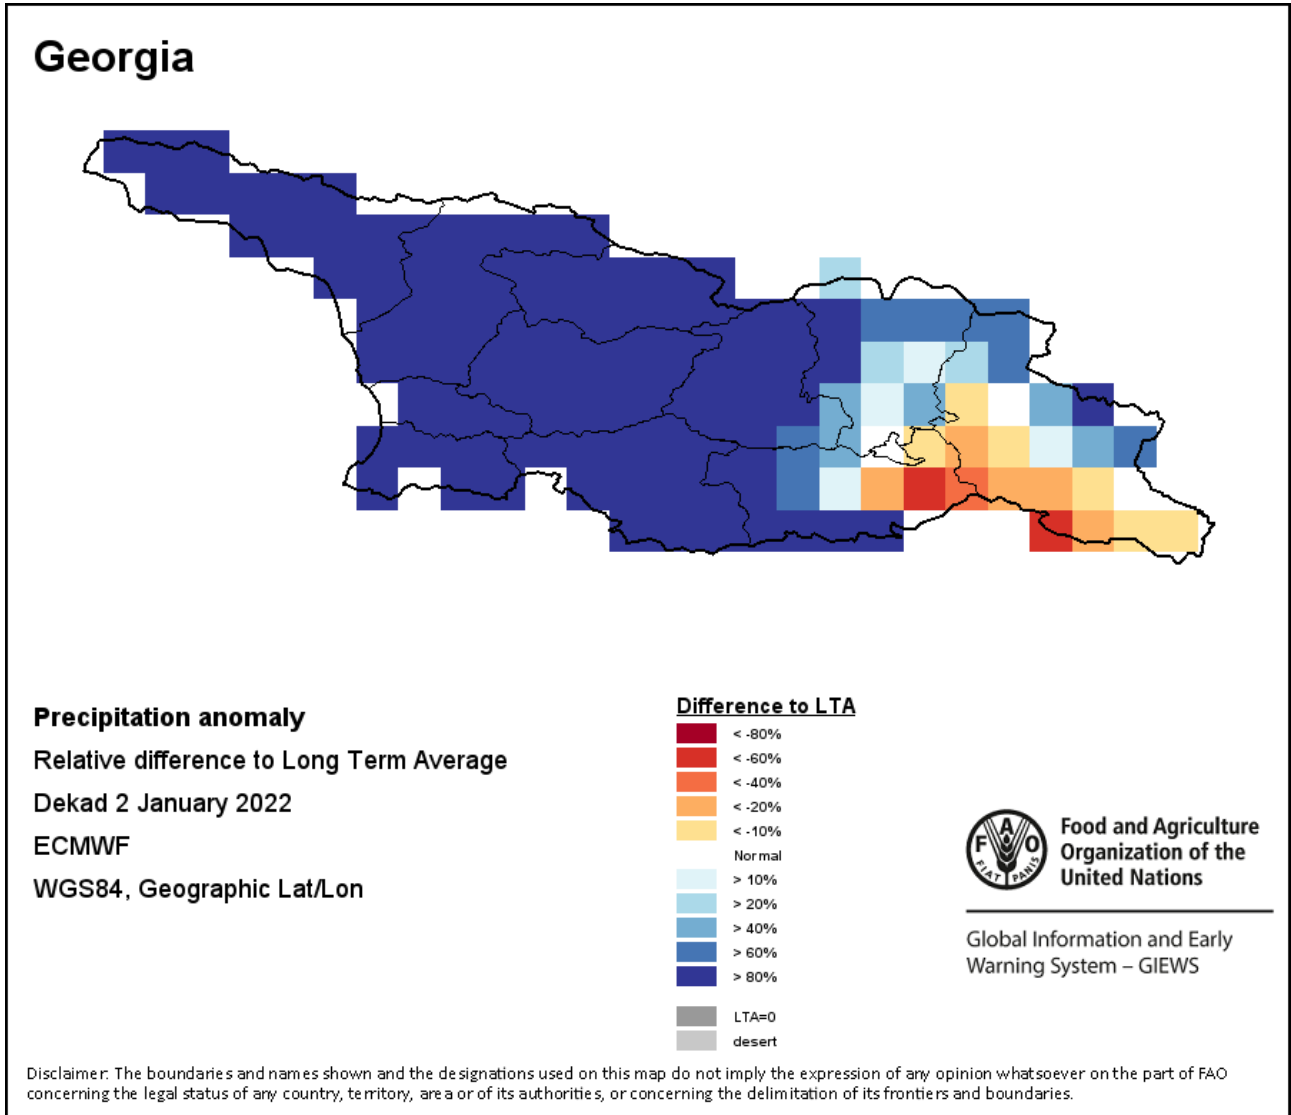 Georgia
Precipitation anomaly
Relative difference to Long Term Average
Dekad 2 January 2022
ECMWF
WGS84, Geographic Lat/Lon
Difference to LTA
< -80%
< -60%
< -40%
< -20%
< -10%
Normal
> 10%
> 20%
> 40%
> 60%
> 80%
LTA=0
desert
F A O
FIAT PANIS
Food and Agriculture
Organization of the
United Nations
Global Information and Early
Warning System – GIEWS
Disclaimer: The boundaries and names shown and the designations used on this map do not imply the expression of any opinion whatsoever on the part of FAO
concerning the legal status of any country, territory, area or of its authorities, or concerning the delimitation of its frontiers and boundaries.